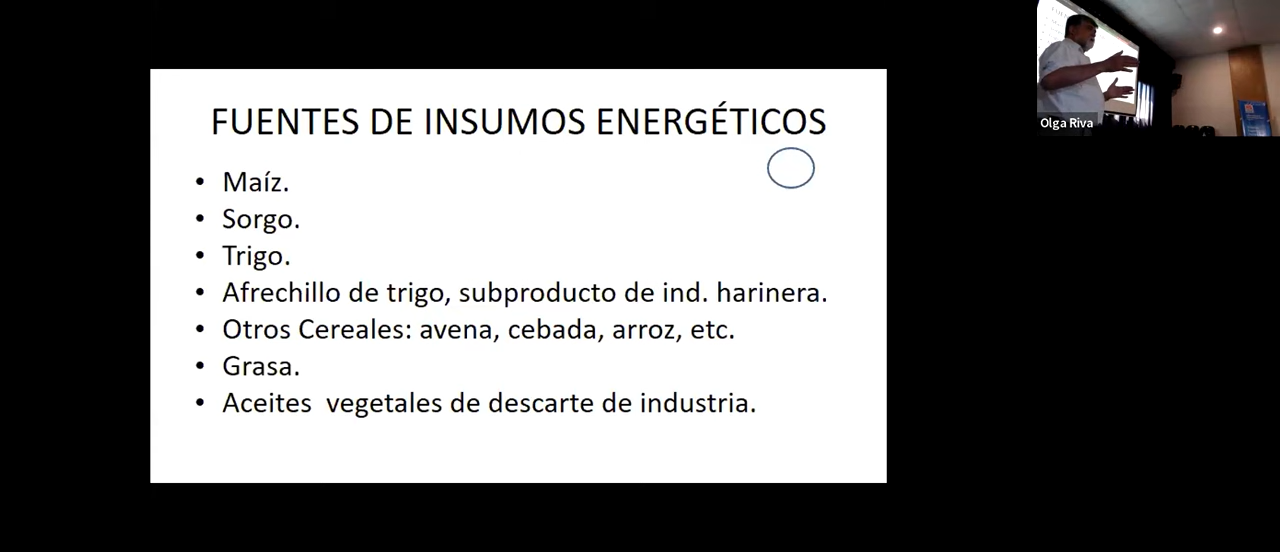 FUENTES DE INSUMOS ENERGÉTICOS
• Maíz.
• Sorgo.
• Trigo.
• Afrechillo de trigo, subproducto de ind. harinera.
• Otros Cereales: avena, cebada, arroz, etc.
• Grasa.
• Aceites  vegetales de descarte de industria.
Olga Riva